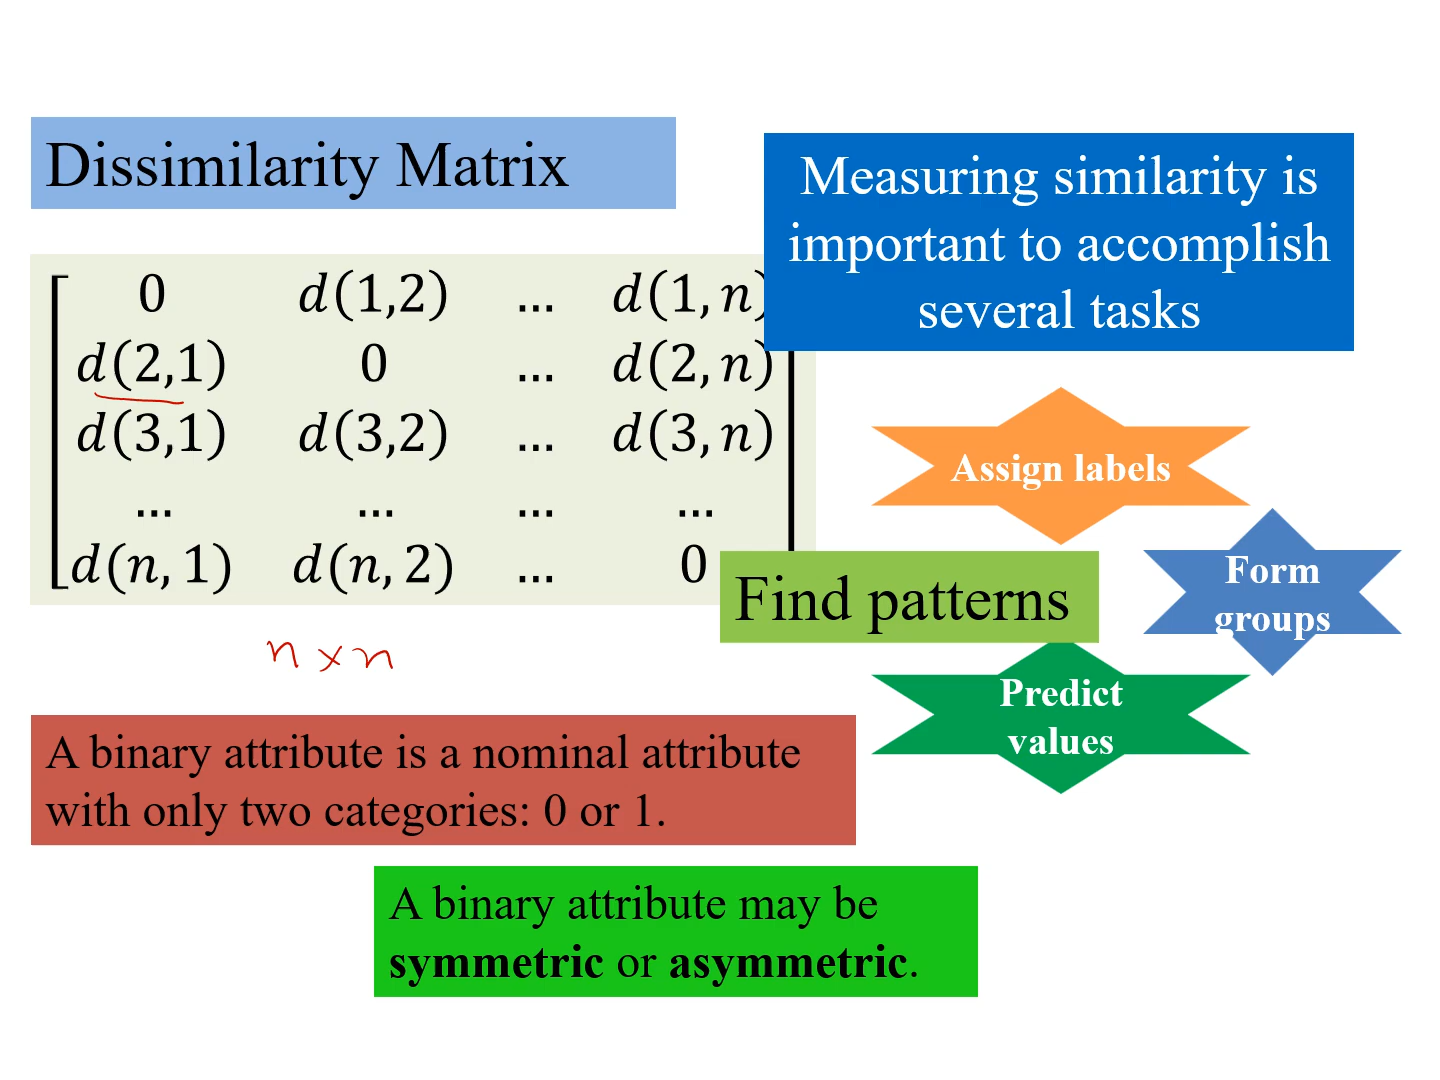 Dissimilarity Matrix
Measuring similarity is
important to accomplish
several tasks
0 d(1,2) ... d(1,n)
d(2,1) 0 ... d(2,n)
d(3,1) d(3,2) ... d(3,n)
... ... ... ...
d(n,1) d(n,2) ... 0
n×n
Assign labels
Form
groups
Find patterns
Predict
values
A binary attribute is a nominal attribute
with only two categories: 0 or 1.
A binary attribute may be
symmetric or asymmetric.